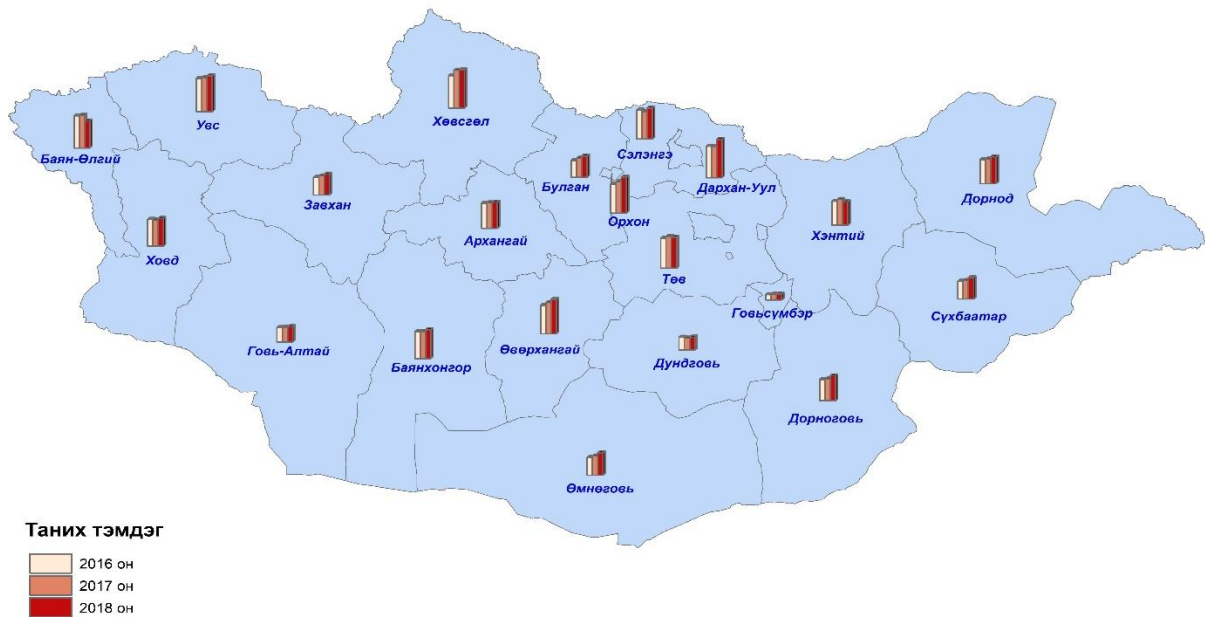 Увс
Хөвсгөл
Баян-Өлгий
Сэлэнгэ
Дархан-Уул
Булган
Завхан
Орхон
Дорнод
Архангай
Хэнтий
Ховд
Төв
Сүхбаатар
Говьсүмбэр
Говь-Алтай
Өвөрхангай
Баянхонгор
Дундговь
Дорноговь
Өмнөговь
Таних тэмдэг
2016 он
2017 он
2018 он